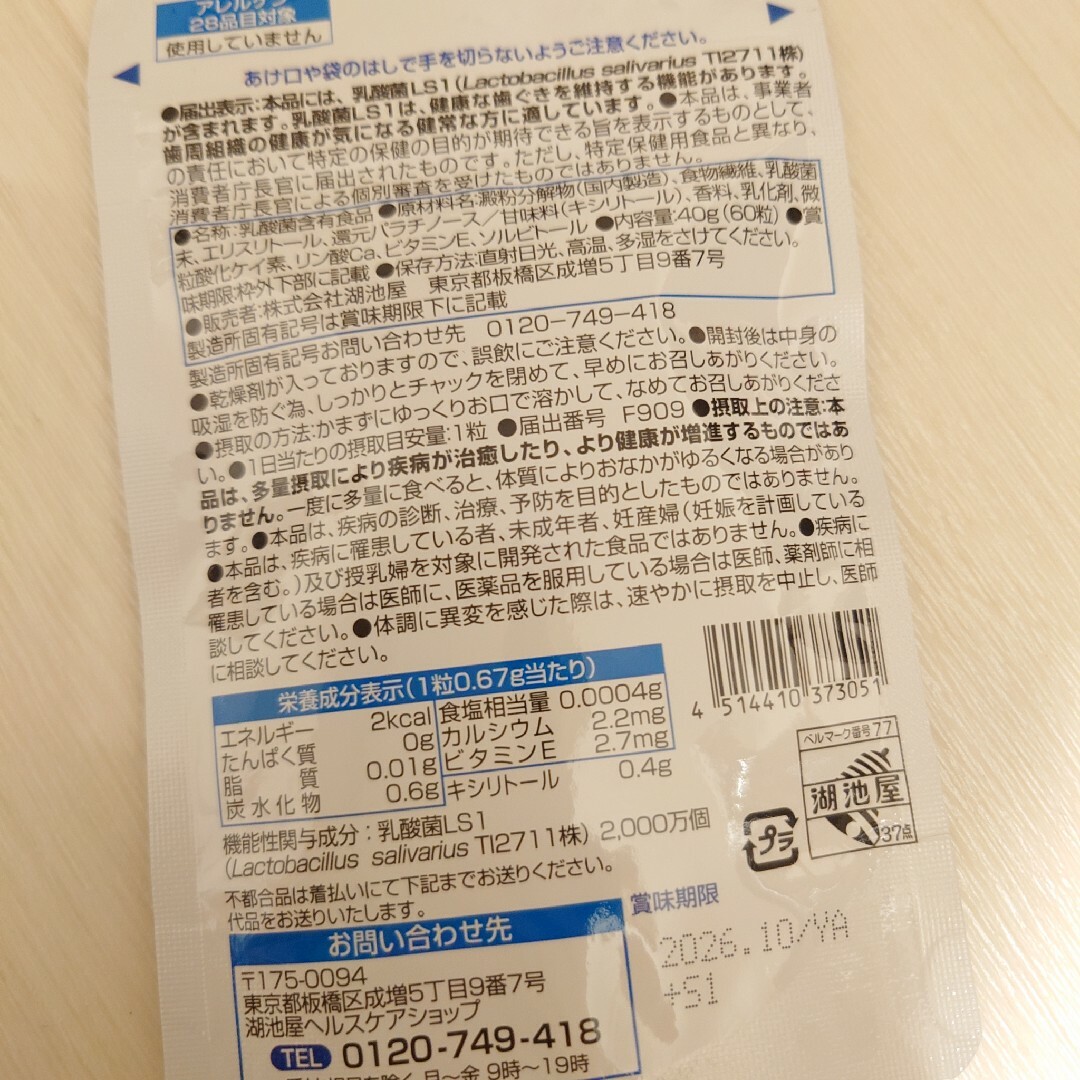 アレルゲン
28品目対象
使用していません
あけ口や袋のはしで手を切らないようご注意ください。
●届出表示:本品には、乳酸菌LS1(Lactobacillus salivarius TI2711株)
が含まれます。乳酸菌LS1は、健康な歯ぐきを維持する機能があります。
歯周組織の健康が気になる健常な方に適しています。●本品は、事業者
の責任において特定の保健の目的が期待できる旨を表示するものとして、
消費者庁長官に届出されたものです。ただし、特定保健用食品と異なり、
消費者庁長官による個別審査を受けたものではありません。
●名称:乳酸菌含有食品 ●原材料名:澱粉分解物(国内製造)、食物繊維、乳酸菌
末、エリスリトール、還元パラチノース/甘味料(キシリトール)、香料、乳化剤、微
粒酸化ケイ素、リン酸Ca、ビタミンE、ソルビトール ●内容量:40g(60粒) ●賞
味期限:枠外下部に記載 ●保存方法:直射日光、高温、多湿をさけてください。
●販売者:株式会社湖池屋 東京都板橋区成増5丁目9番7号
製造所固有記号は賞味期限下に記載
製造所固有記号お問い合わせ先 0120-749-418
●乾燥剤が入っておりますので、誤飲にご注意ください。●開封後は中身の
吸湿を防ぐ為、しっかりとチャックを閉めて、早めにお召しあがりください。
●摂取の方法:かまずにゆっくりお口で溶かして、なめてお召しあがりくださ
い。●1日当たりの摂取目安量:1粒 ●届出番号 F909 ●摂取上の注意:本
品は、多量摂取により疾病が治癒したり、より健康が増進するものではあ
りません。一度に多量に食べると、体質によりおなかがゆるくなる場合があり
ます。●本品は、疾病の診断、治療、予防を目的としたものではありません。
●本品は、疾病に罹患している者、未成年者、妊産婦(妊娠を計画している
者を含む。)及び授乳婦を対象に開発された食品ではありません。●疾病に
罹患している場合は医師に、医薬品を服用している場合は医師、薬剤師に相
談してください。●体調に異変を感じた際は、速やかに摂取を中止し、医師
に相談してください。
栄養成分表示(1粒0.67g当たり)
エネルギー 2kcal
たんぱく質 0g
脂質 0.01g
炭水化物 0.6g
食塩相当量 0.0004g
カルシウム 2.2mg
ビタミンE 2.7mg
キシリトール 0.4g
4 514410 373051
ベルマーク番号77
湖池屋
37点
プラ
機能性関与成分:乳酸菌LS1
(Lactobacillus salivarius TI2711株) 2,000万個
不都合品は着払いにて下記までお送りください。
代品をお送りいたします。
賞味期限
2026.10/YA
+S1
お問い合わせ先
〒175-0094
東京都板橋区成増5丁目9番7号
湖池屋ヘルスケアショップ
TEL 0120-749-418
月~金 9時~19時